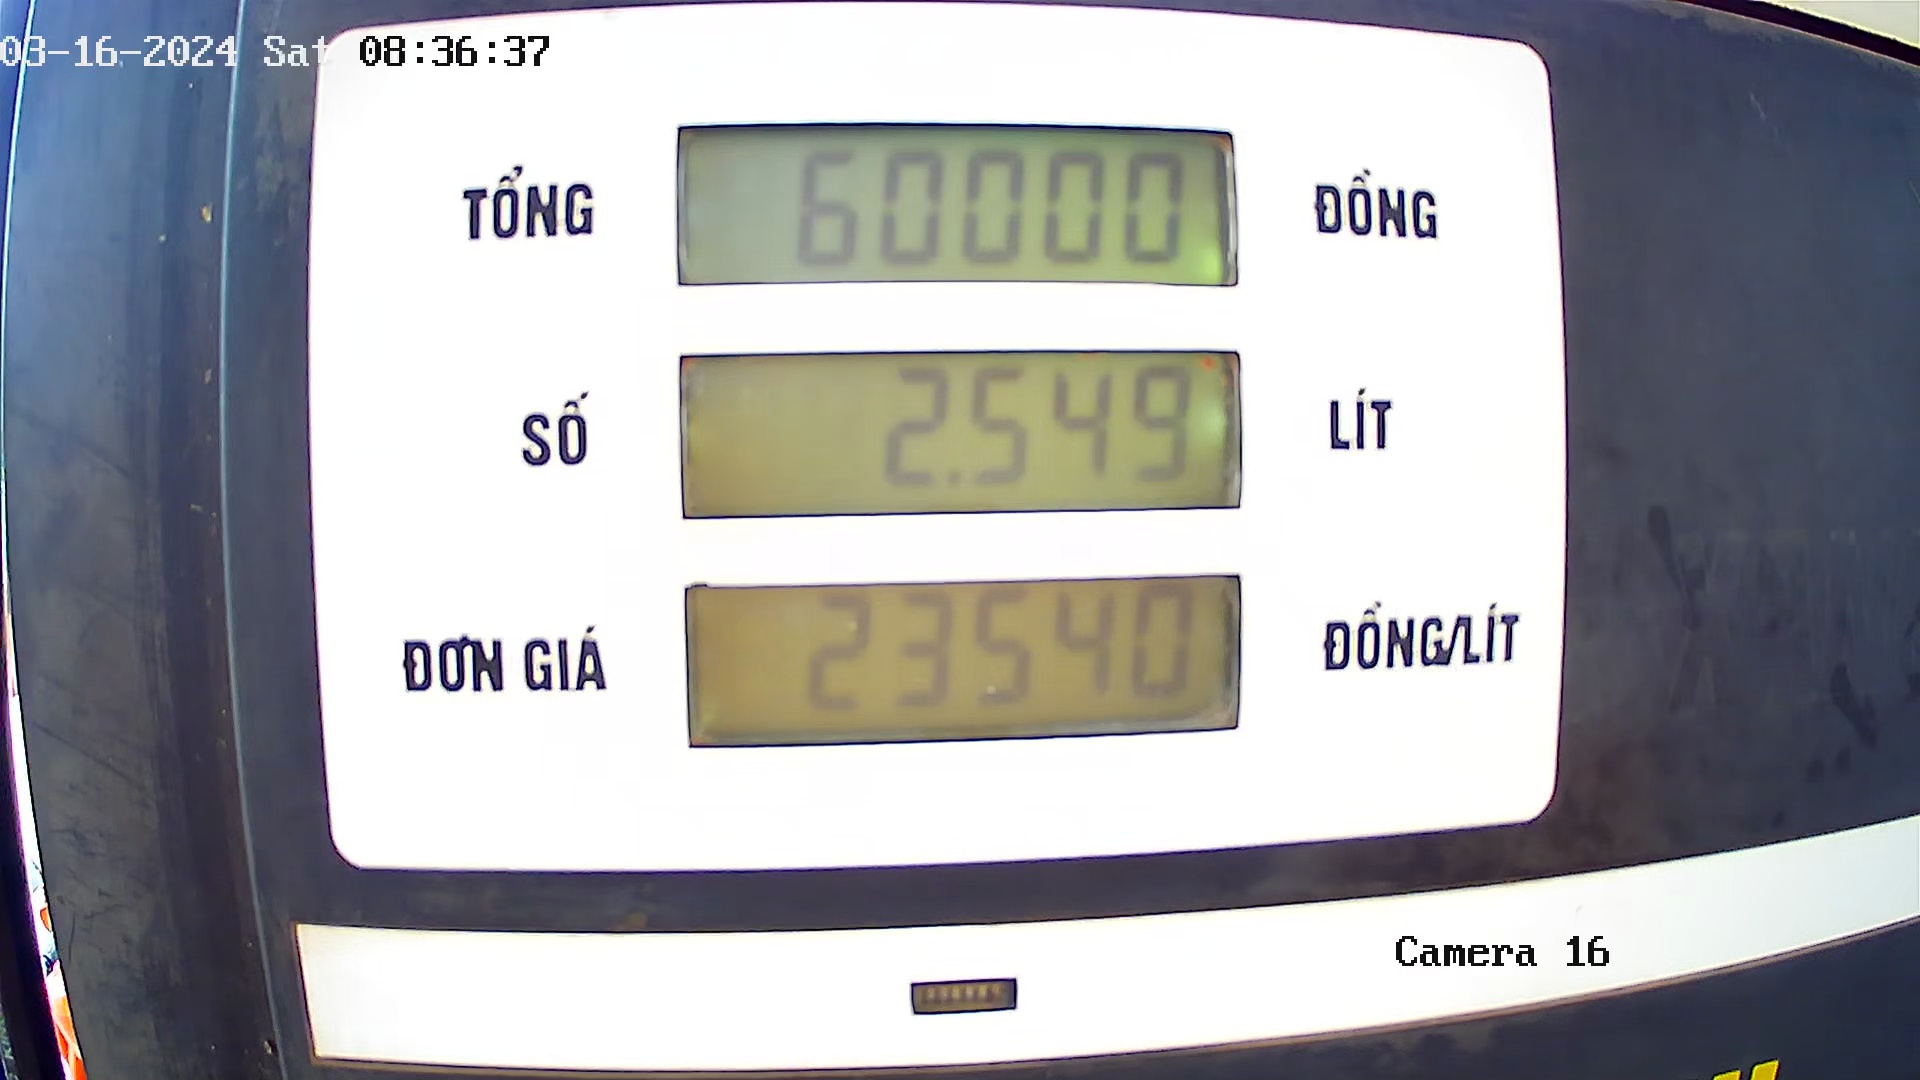 03-16-2024 Sat 08:36:37
TỔNG 60000 ĐỒNG
SỐ 2.549 LÍT
ĐƠN GIÁ 23540 ĐỒNG/LÍT
Camera 16